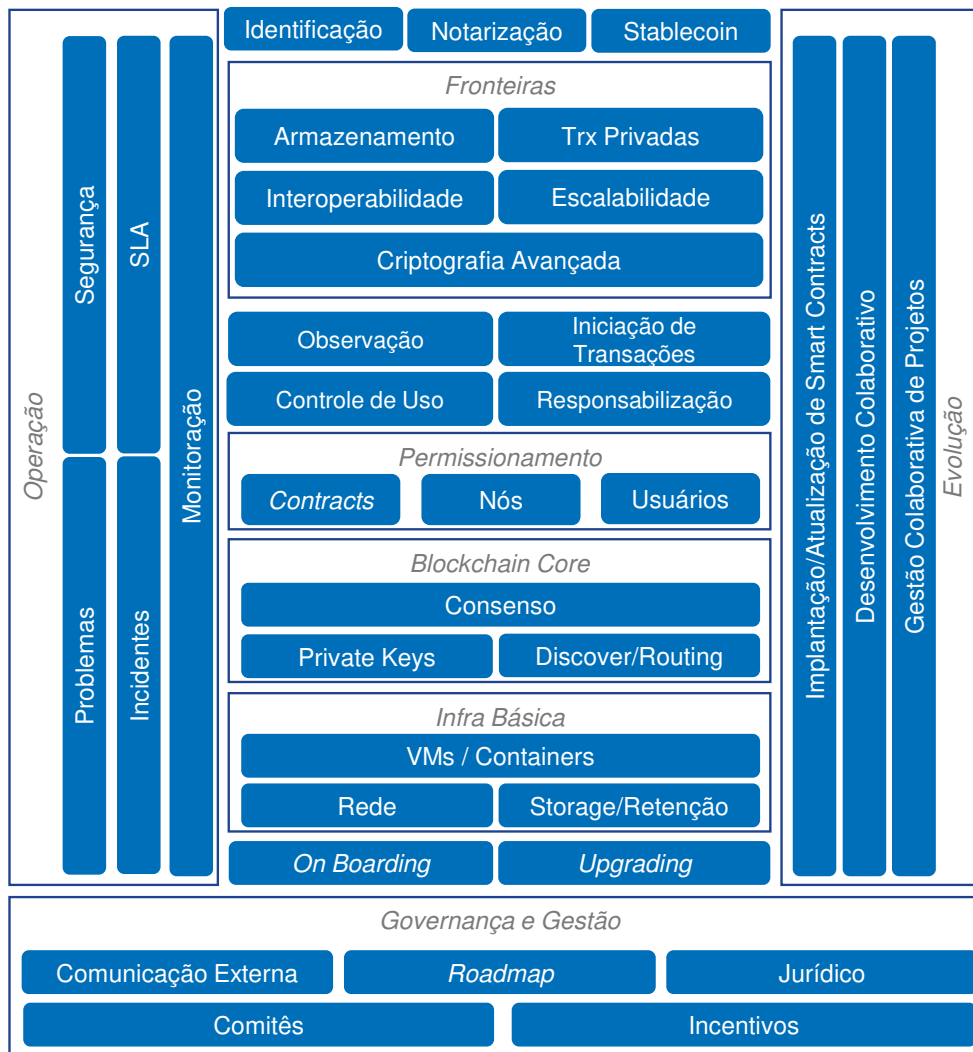 Identificação
Notarização
Stablecoin
Operação
Segurança
SLA
Problemas
Incidentes
Monitoração
Fronteiras
Armazenamento
Trx Privadas
Interoperabilidade
Escalabilidade
Criptografia Avançada
Observação
Iniciação de
Transações
Controle de Uso
Responsabilização
Permissionamento
Contracts
Nós
Usuários
Blockchain Core
Consenso
Private Keys
Discover/Routing
Infra Básica
VMs / Containers
Rede
Storage/Retenção
On Boarding
Upgrading
Implantação/Atualização de Smart Contracts
Desenvolvimento Colaborativo
Gestão Colaborativa de Projetos
Evolução
Governança e Gestão
Comunicação Externa
Roadmap
Jurídico
Comitês
Incentivos